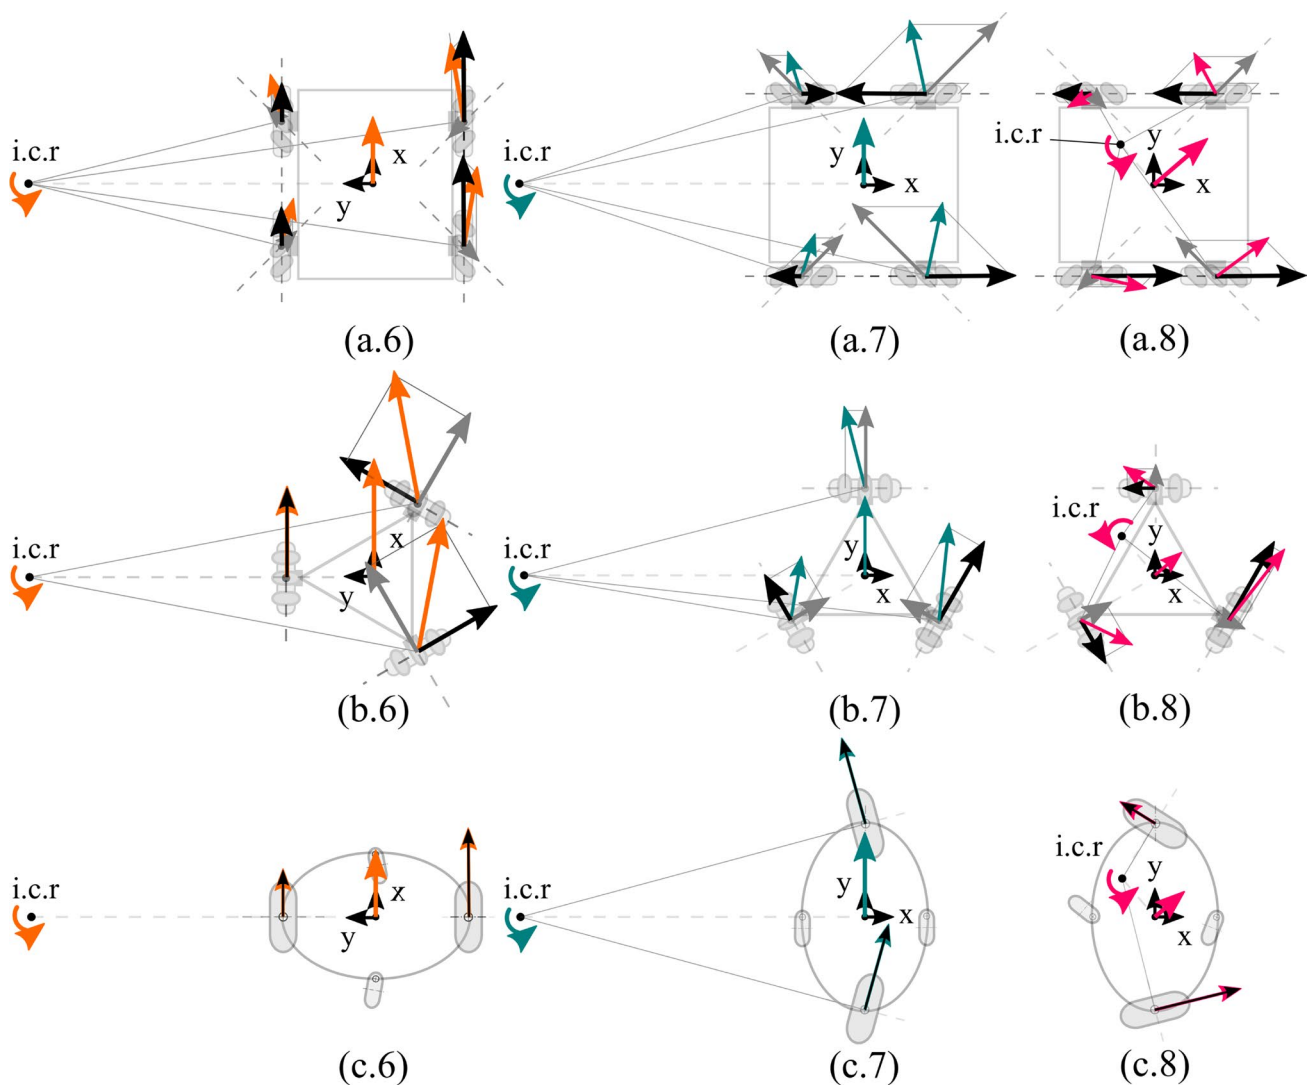 i.c.r
x
y
(a.6)
i.c.r
y
x
(a.7)
i.c.r
y
x
(a.8)
i.c.r
x
y
(b.6)
i.c.r
y
x
(b.7)
i.c.r
y
x
(b.8)
i.c.r
x
y
(c.6)
i.c.r
y
x
(c.7)
i.c.r
y
x
(c.8)